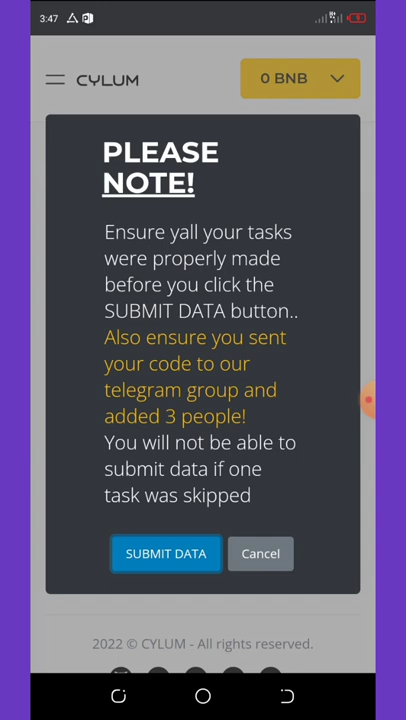 3:47
CYLUM
0 BNB
PLEASE
NOTE!
Ensure yall your tasks
were properly made
before you click the
SUBMIT DATA button..
Also ensure you sent
your code to our
telegram group and
added 3 people!
You will not be able to
submit data if one
task was skipped
SUBMIT DATA
Cancel
2022 © CYLUM - All rights reserved.